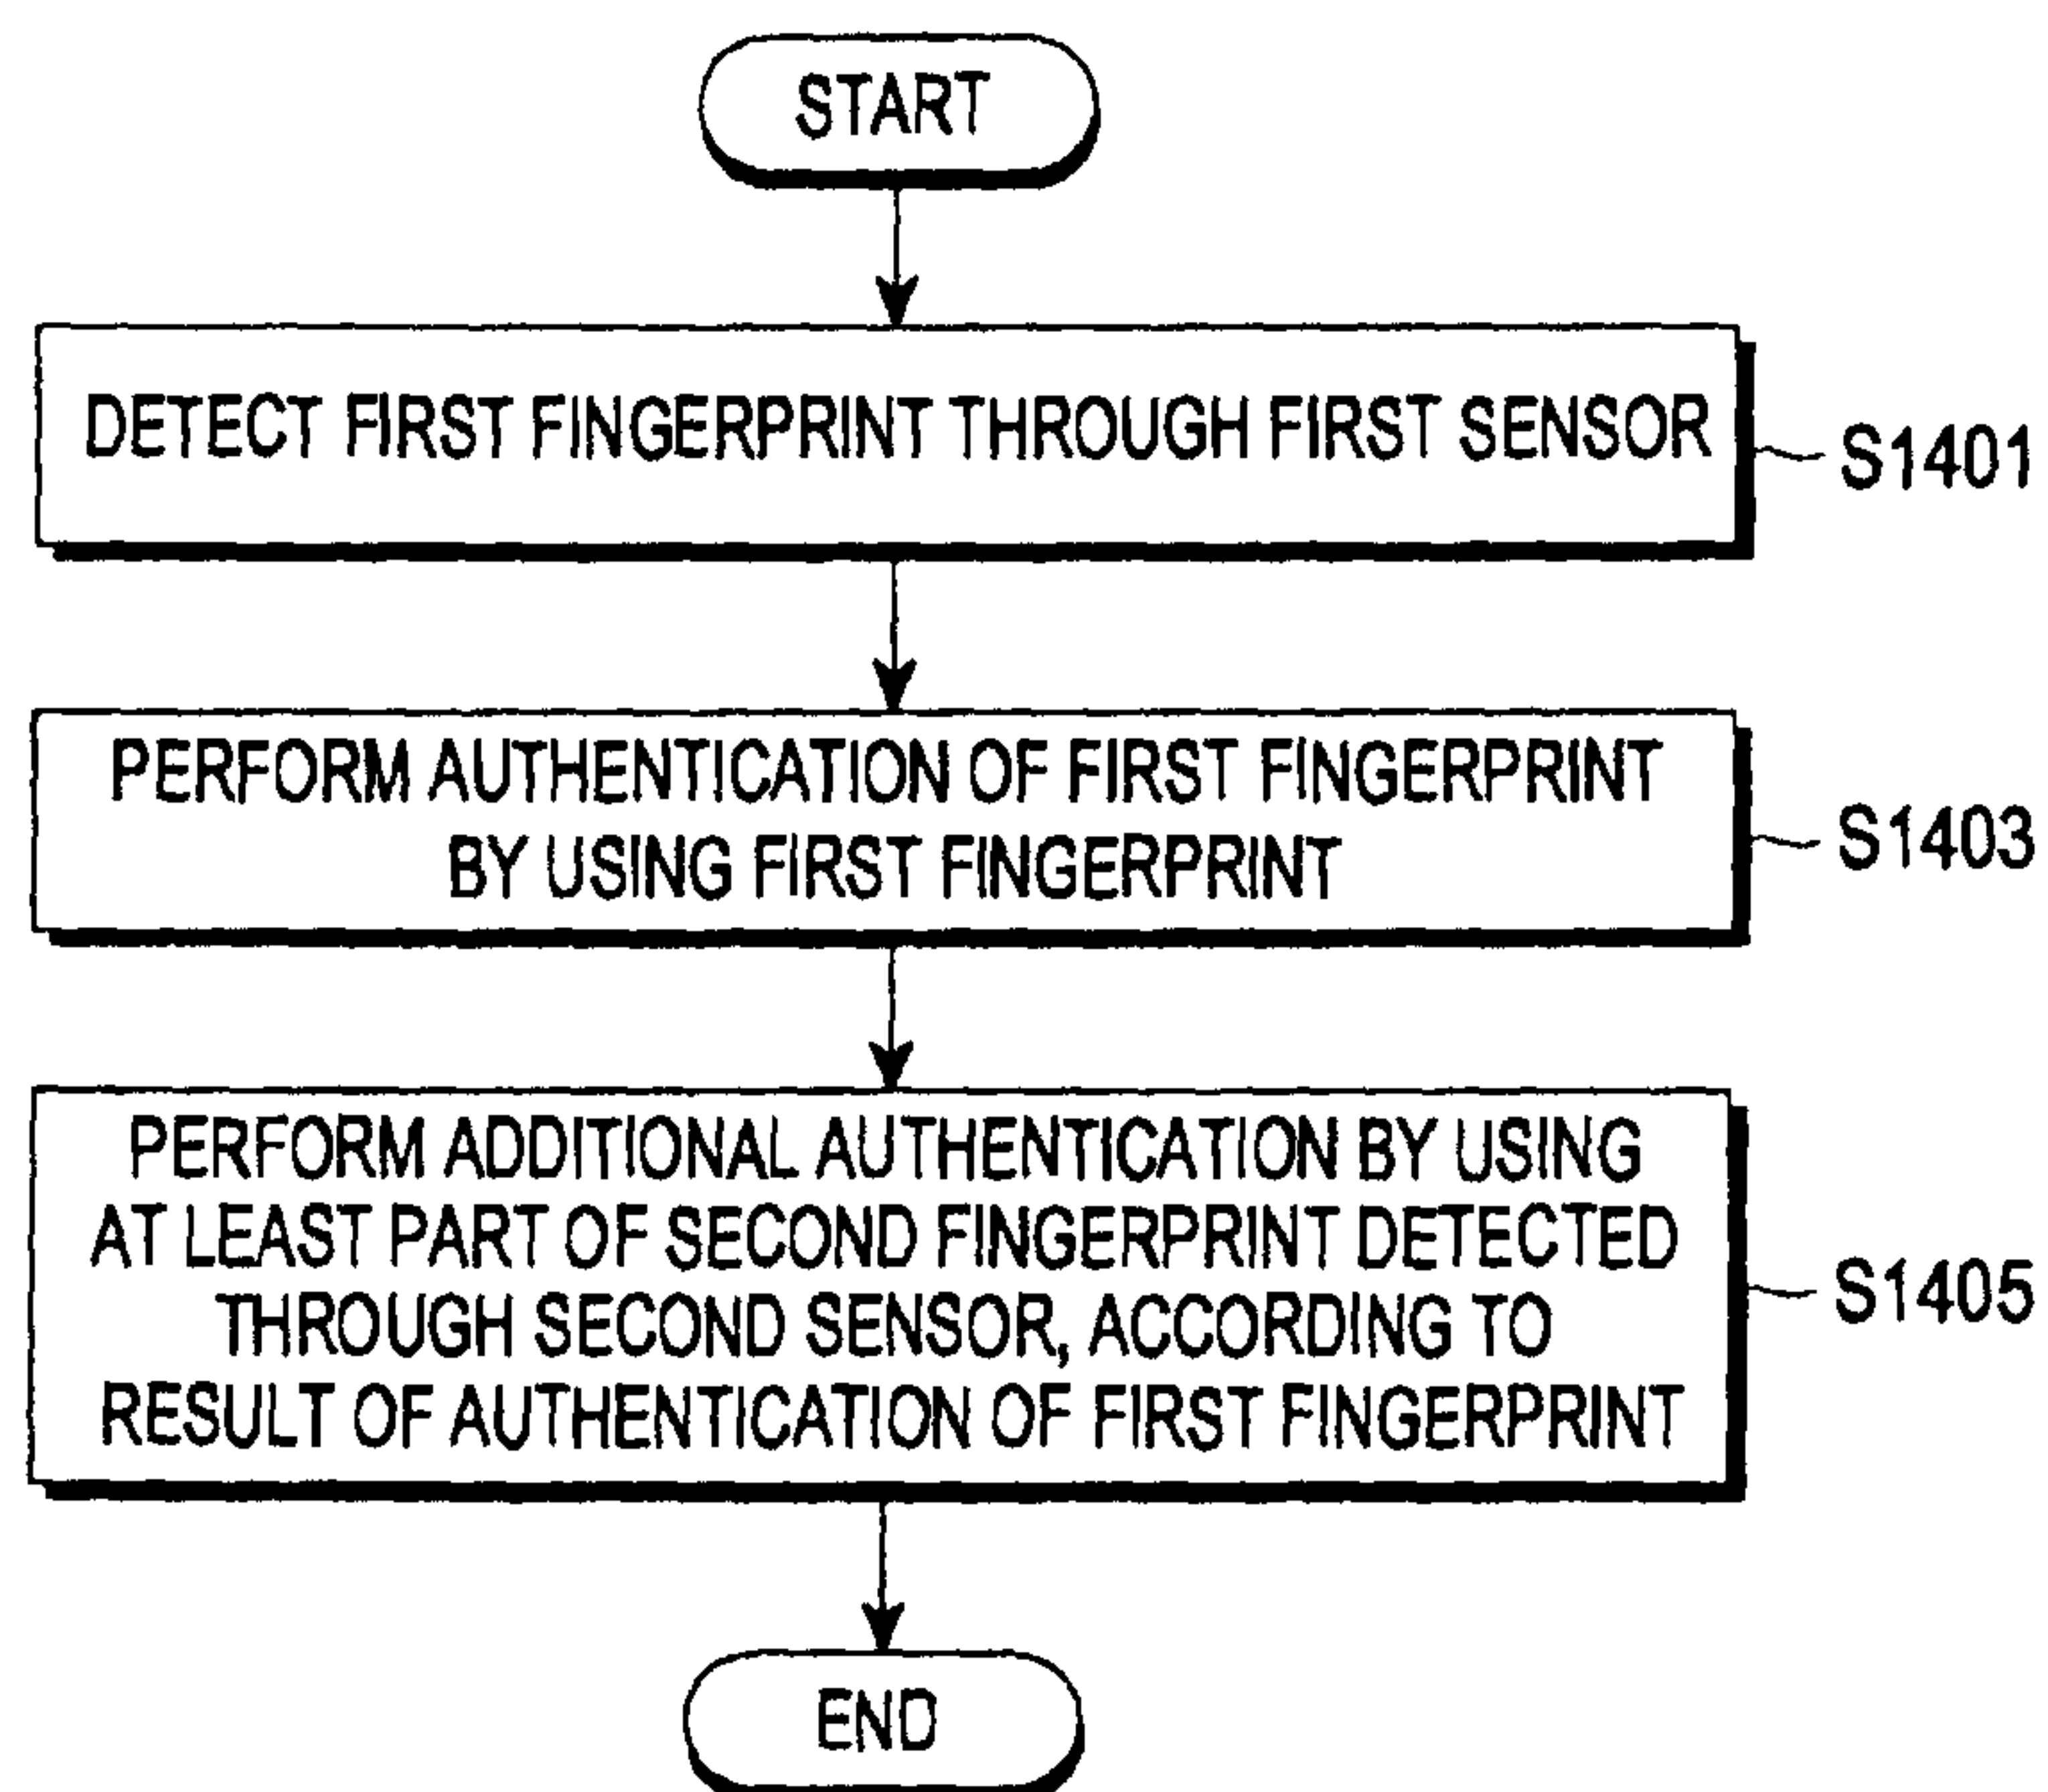 START
DETECT FIRST FINGERPRINT THROUGH FIRST SENSOR
S1401
PERFORM AUTHENTICATION OF FIRST FINGERPRINT
BY USING FIRST FINGERPRINT
S1403
PERFORM ADDITIONAL AUTHENTICATION BY USING
AT LEAST PART OF SECOND FINGERPRINT DETECTED
THROUGH SECOND SENSOR, ACCORDING TO
RESULT OF AUTHENTICATION OF FIRST FINGERPRINT
S1405
END